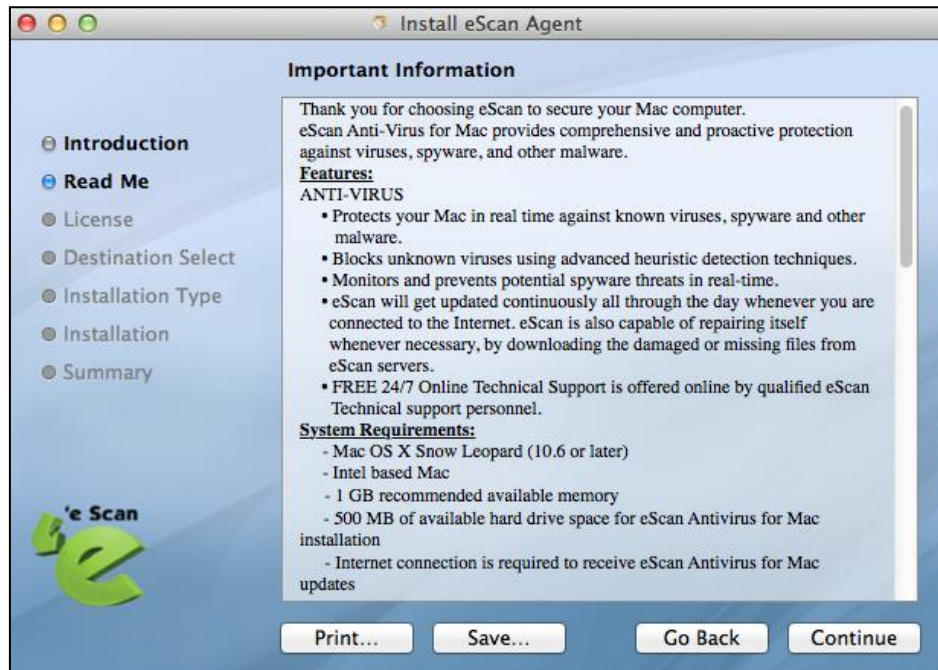 Install eScan Agent
Important Information
Introduction
Read Me
License
Destination Select
Installation Type
Installation
Summary
'e Scan
Thank you for choosing eScan to secure your Mac computer.
eScan Anti-Virus for Mac provides comprehensive and proactive protection
against viruses, spyware, and other malware.
Features:
ANTI-VIRUS
• Protects your Mac in real time against known viruses, spyware and other
malware.
• Blocks unknown viruses using advanced heuristic detection techniques.
• Monitors and prevents potential spyware threats in real-time.
• eScan will get updated continuously all through the day whenever you are
connected to the Internet. eScan is also capable of repairing itself
whenever necessary, by downloading the damaged or missing files from
eScan servers.
• FREE 24/7 Online Technical Support is offered online by qualified eScan
Technical support personnel.
System Requirements:
- Mac OS X Snow Leopard (10.6 or later)
- Intel based Mac
- 1 GB recommended available memory
- 500 MB of available hard drive space for eScan Antivirus for Mac
installation
- Internet connection is required to receive eScan Antivirus for Mac
updates
Print... Save... Go Back Continue